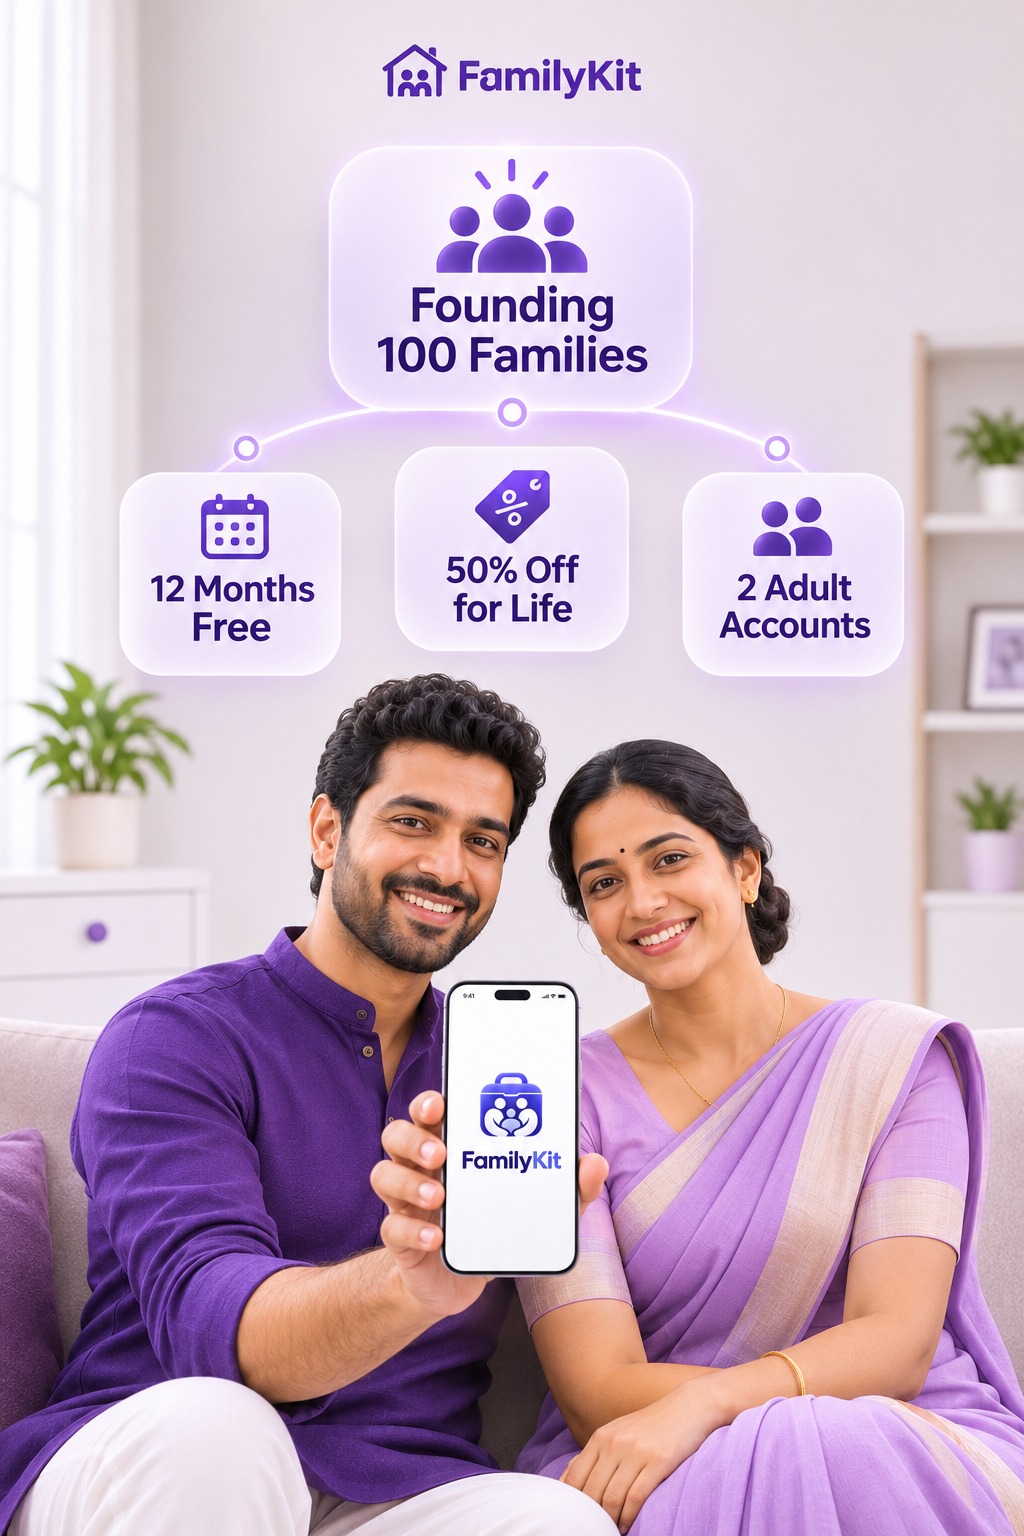 FamilyKit
Founding
100 Families
12 Months
Free
50% Off
for Life
2 Adult
Accounts
9:41
FamilyKit